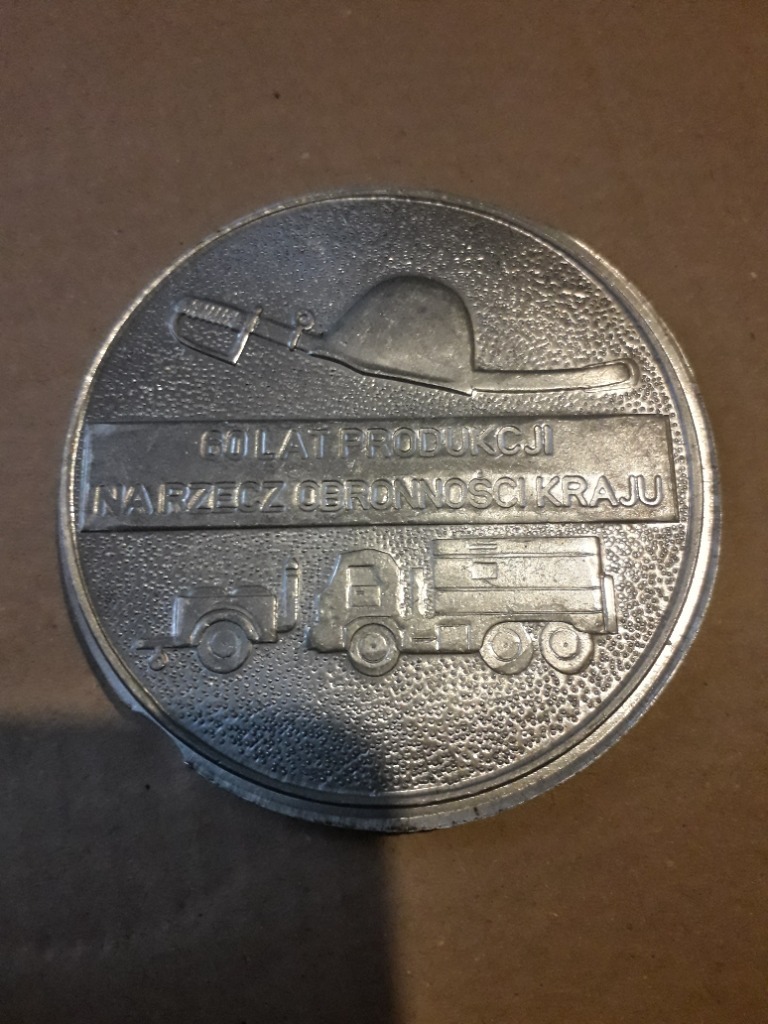 60 LAT PRODUKCJI
NA RZECZ OBRONNOŚCI KRAJU